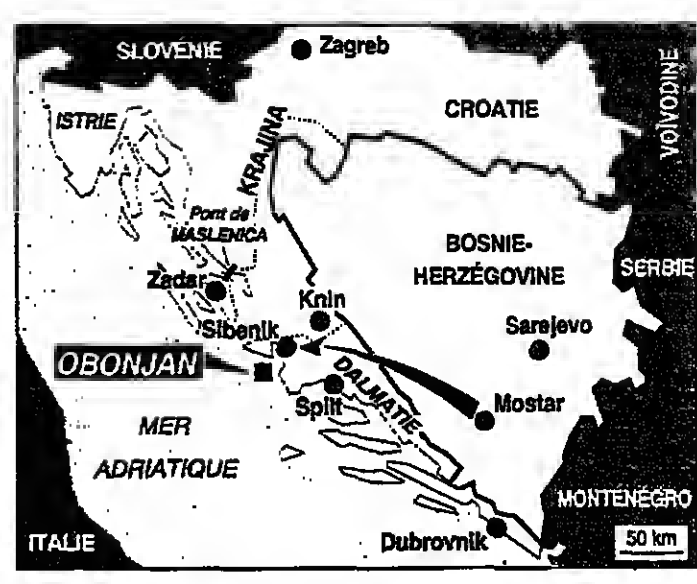 SLOVÉNIE
Zagreb
ISTRIE
KRAJINA
CROATIE
VOÏVODINE
Pont de
MASLENICA
BOSNIE-
HERZÉGOVINE
SERBIE
Zadar
Knin
Sibenik
Sarajevo
OBONJAN
DALMATIE
Split
Mostar
MER
ADRIATIQUE
MONTÉNÉGRO
ITALIE
Dubrovnik
50 km